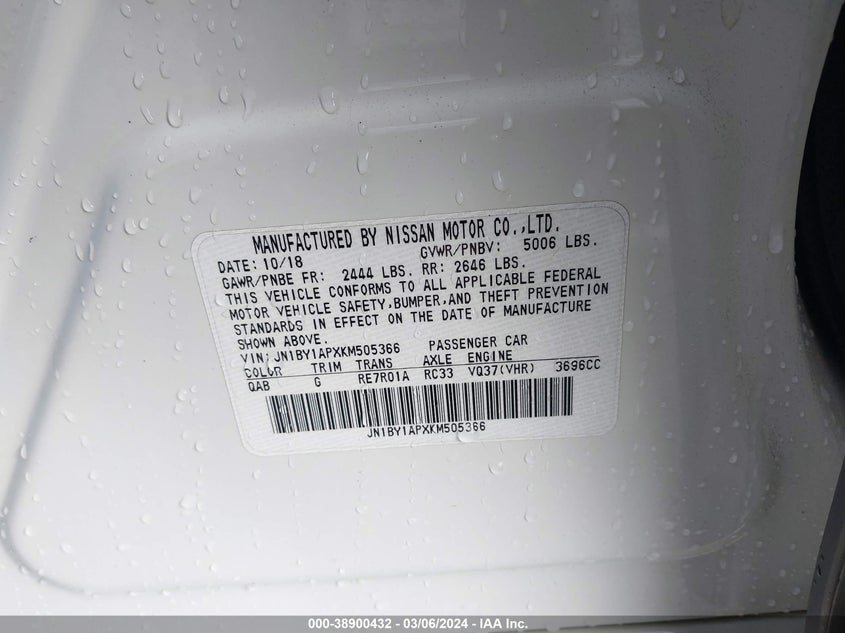 MANUFACTURED BY NISSAN MOTOR CO.,LTD.
DATE: 10/18 GVWR/PNBV: 5006 LBS.
GAWR/PNBE FR: 2444 LBS. RR: 2646 LBS.
THIS VEHICLE CONFORMS TO ALL APPLICABLE FEDERAL
MOTOR VEHICLE SAFETY,BUMPER,AND THEFT PREVENTION
STANDARDS IN EFFECT ON THE DATE OF MANUFACTURE
SHOWN ABOVE.
VIN: JN1BY1APXKM505366 PASSENGER CAR
COLOR TRIM TRANS AXLE ENGINE
QAB G RE7R01A RC33 VQ37(VHR) 3696CC
JN1BY1APXKM505366
000-38900432 - 03/06/2024 - IAA Inc.